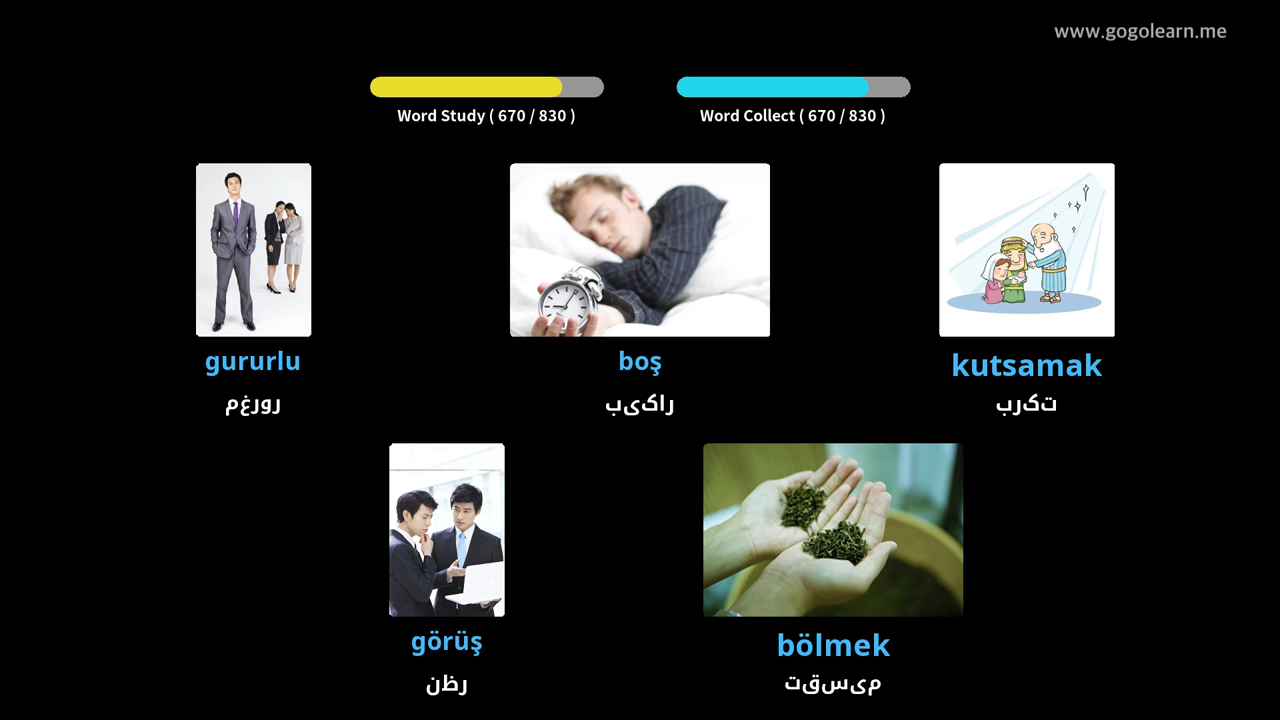 www.gogolearn.me
Word Study ( 670 / 830 )
Word Collect ( 670 / 830 )
gururlu
مغرور
boş
بیکار
kutsamak
برکت
görüş
نظر
bölmek
تقسیم